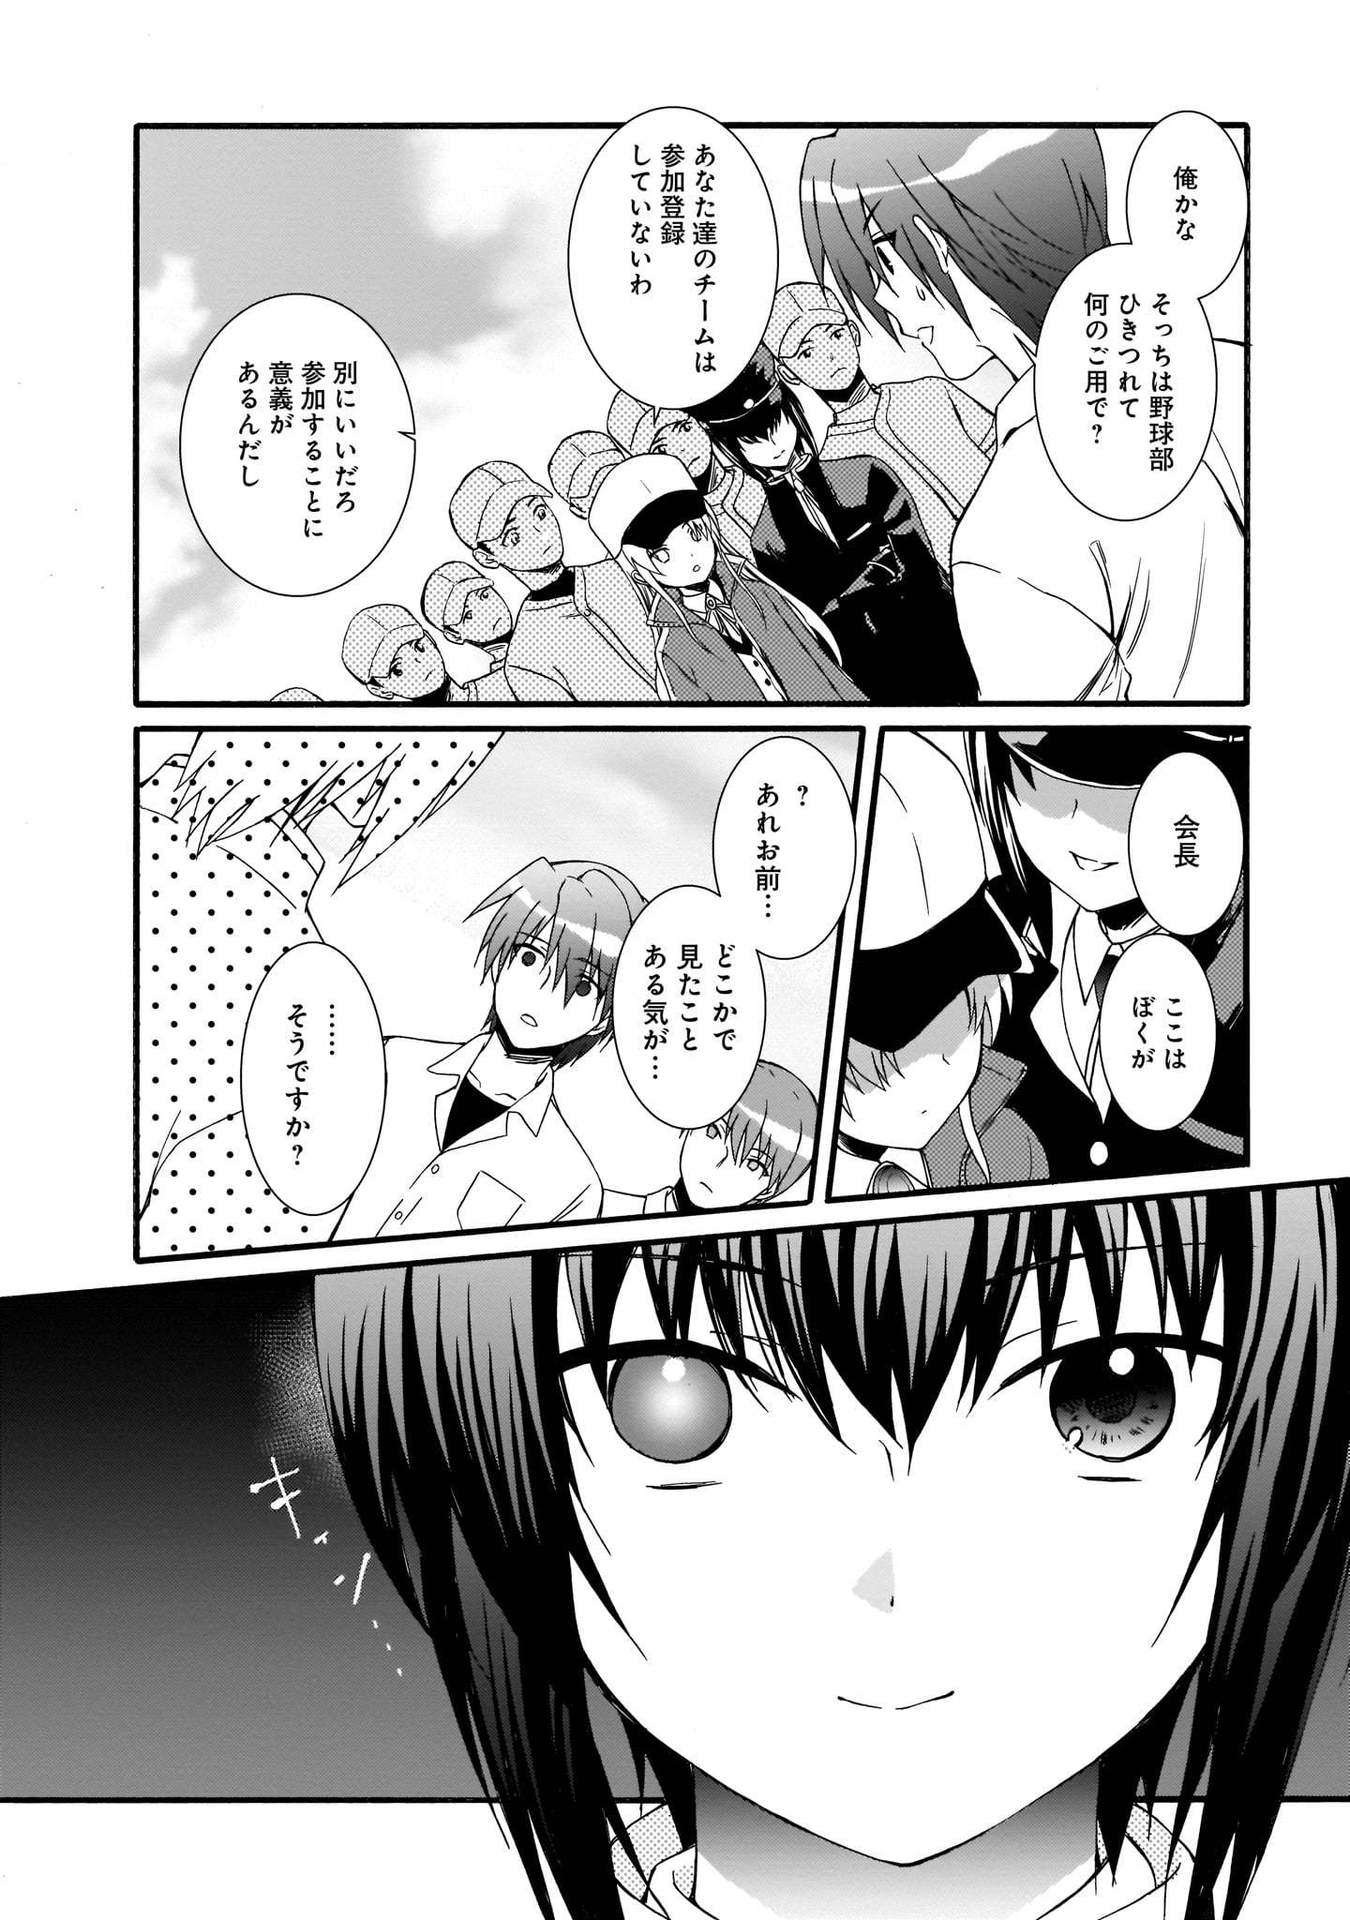 俺かな
そっちは野球部
ひきつれて
何のご用で?
あなた達のチームは
参加登録
していないわ
別にいいだろ
参加することに
意義が
あるんだし
会長
ここは
ぼくが
?
あれお前…
どこかで
見たこと
ある気が…
……
そうですか?
キィン